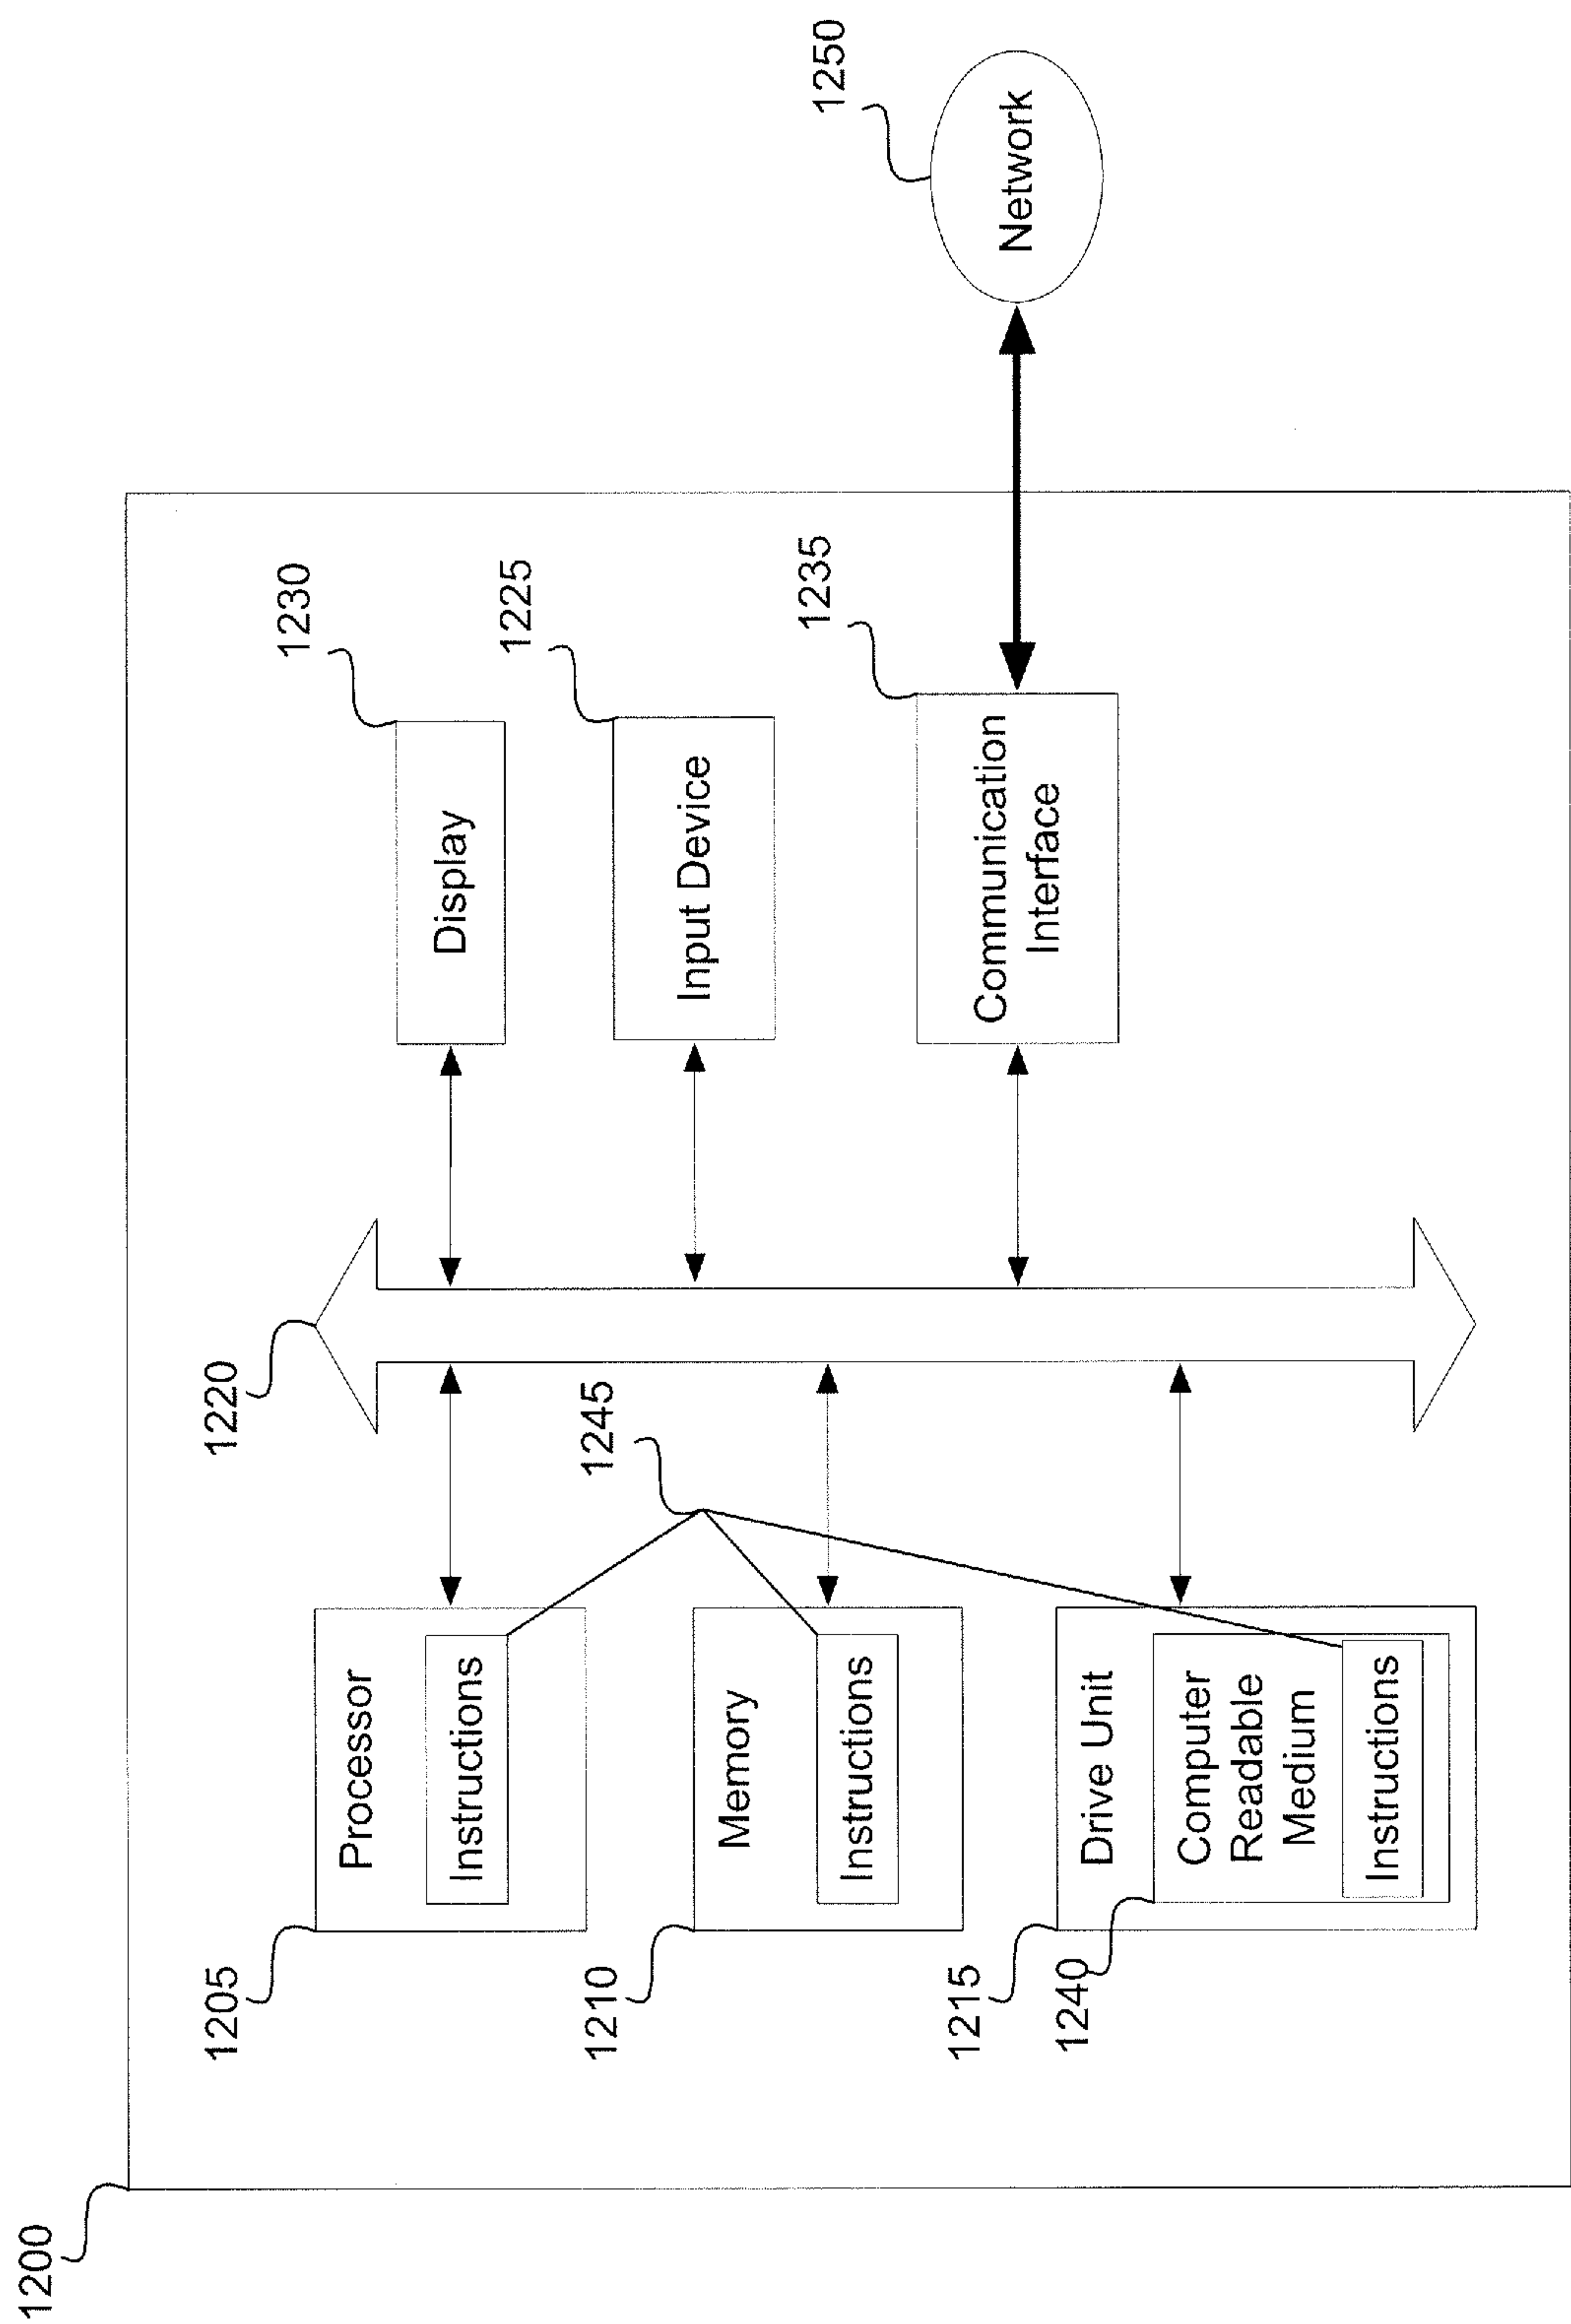 1200
1205
Processor
Instructions
1210
Memory
Instructions
1215
Drive Unit
1240
Computer
Readable
Medium
Instructions
1245
1220
1230
Display
1225
Input Device
1235
Communication
Interface
1250
Network